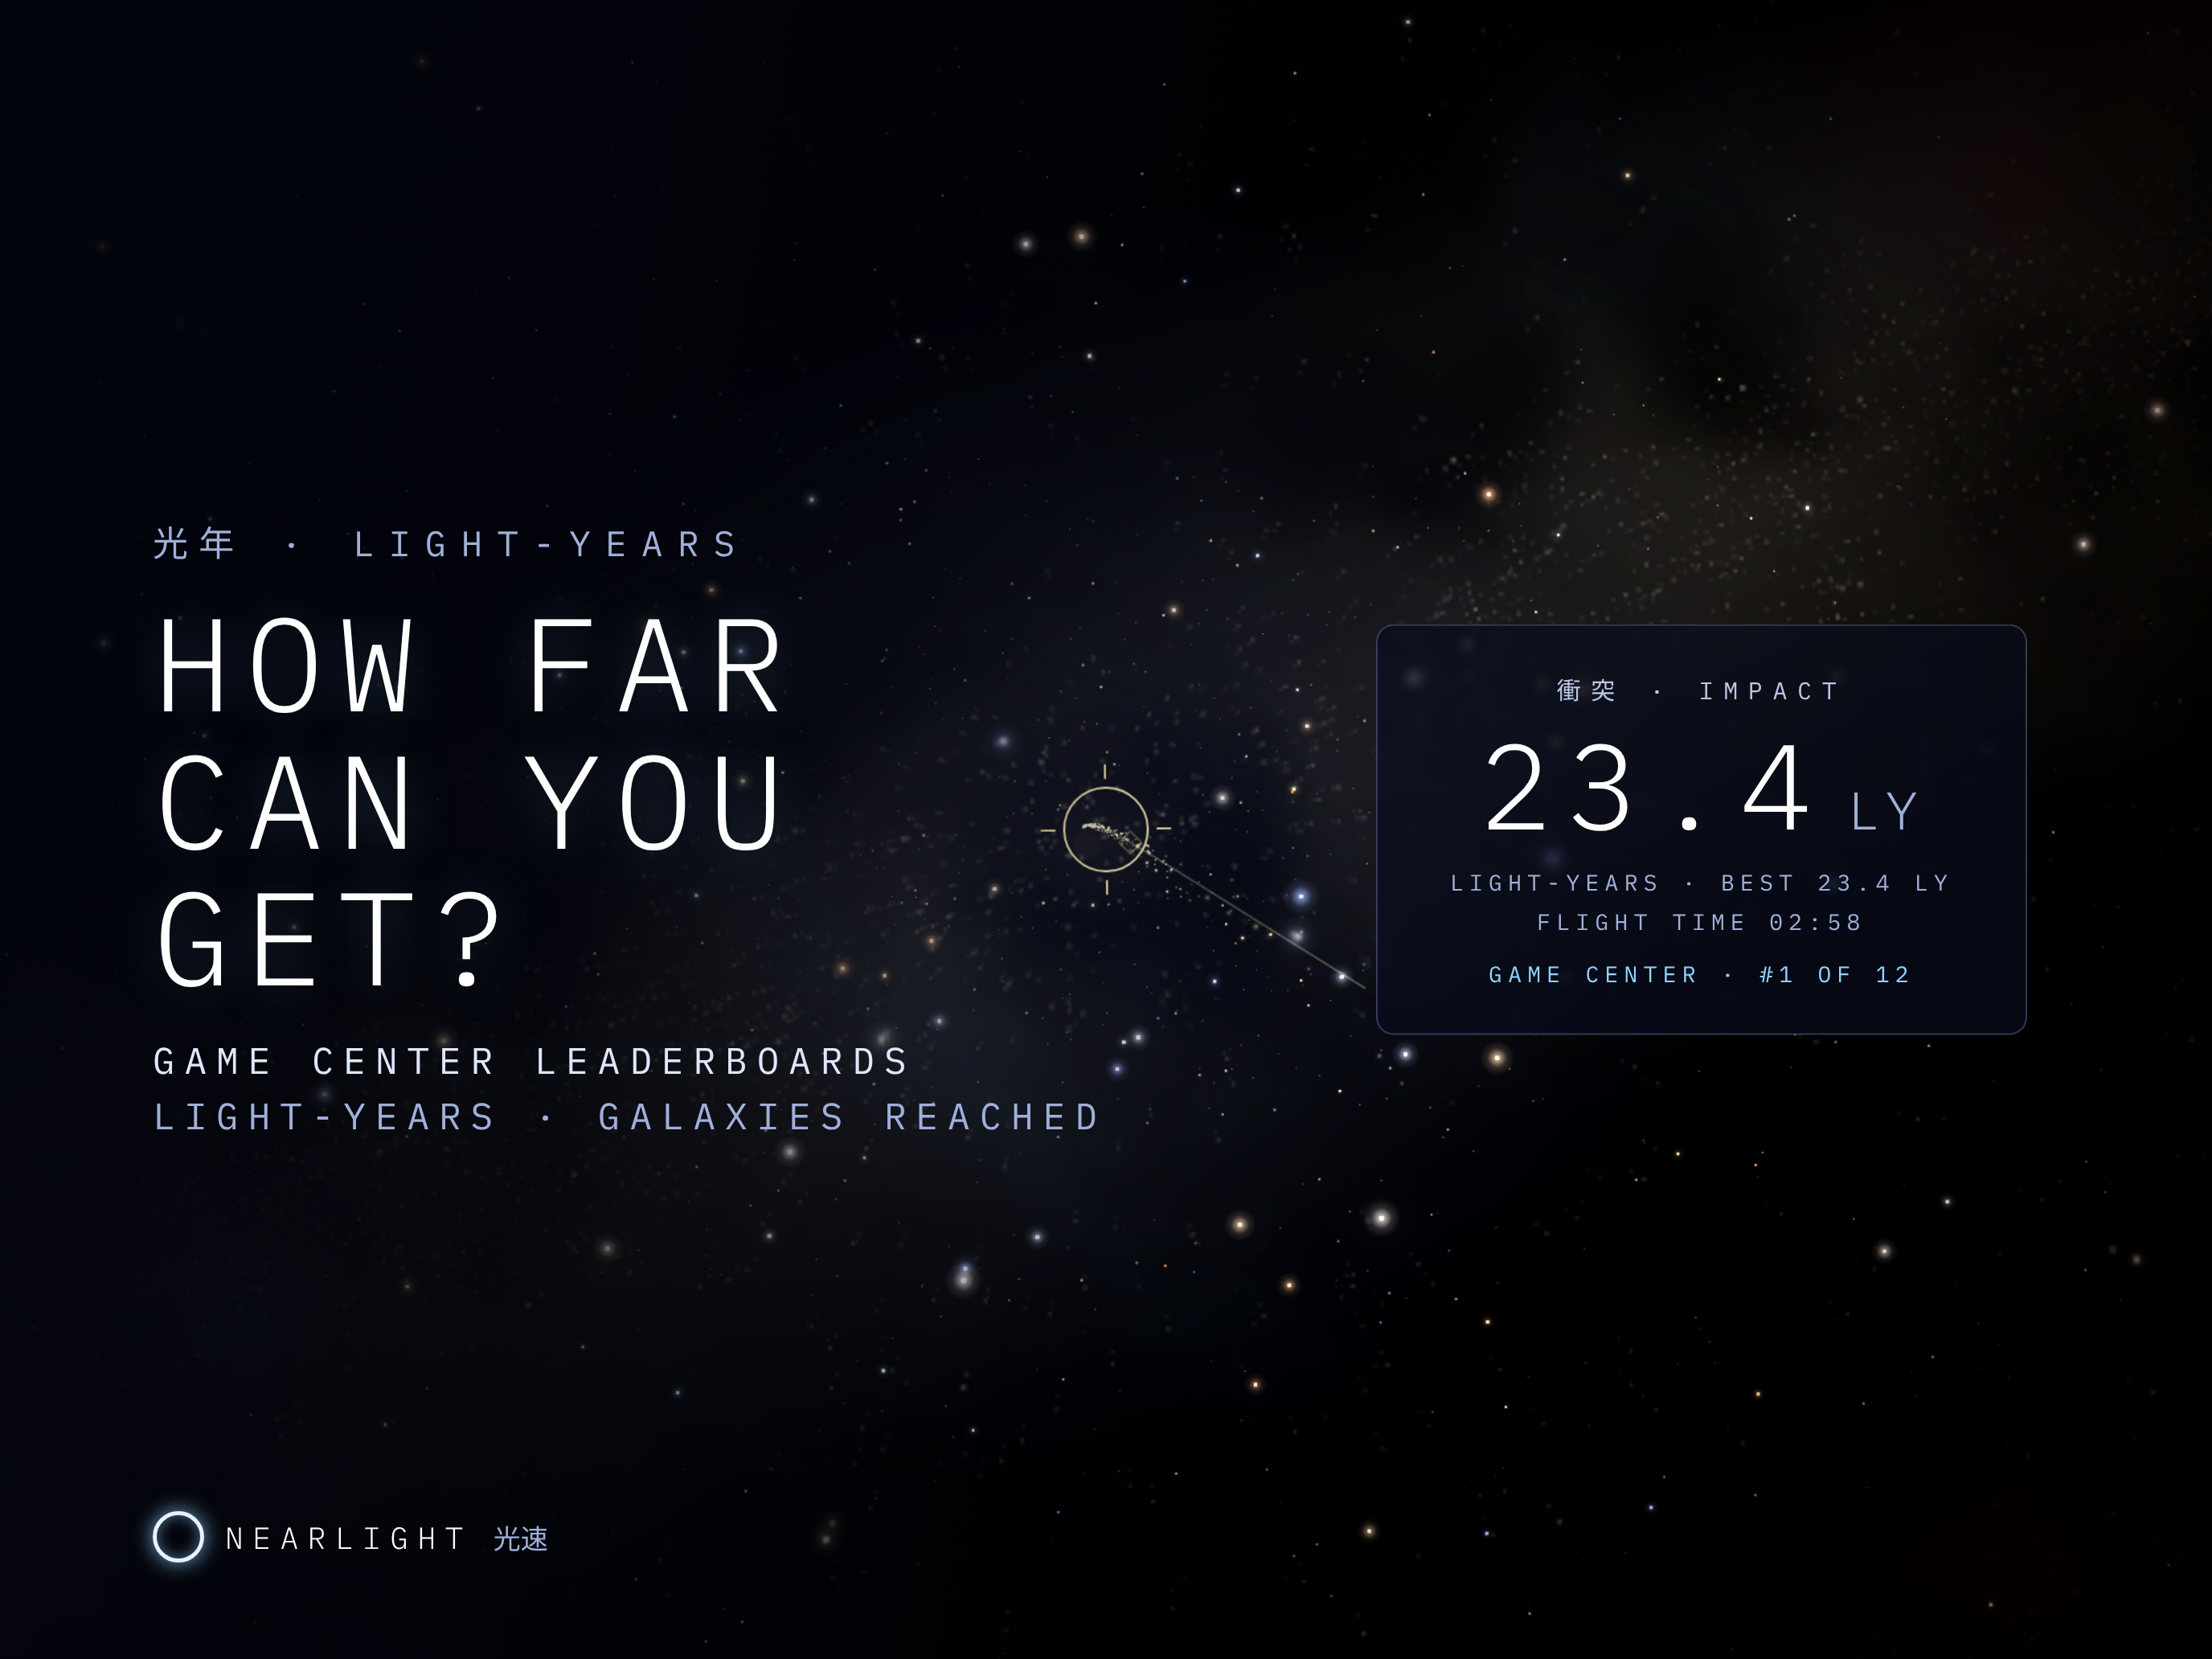 光年 · LIGHT-YEARS
HOW FAR
CAN YOU
GET?
GAME CENTER LEADERBOARDS
LIGHT-YEARS · GALAXIES REACHED
衝突 · IMPACT
23.4 LY
LIGHT-YEARS · BEST 23.4 LY
FLIGHT TIME 02:58
GAME CENTER · #1 OF 12
NEARLIGHT 光速